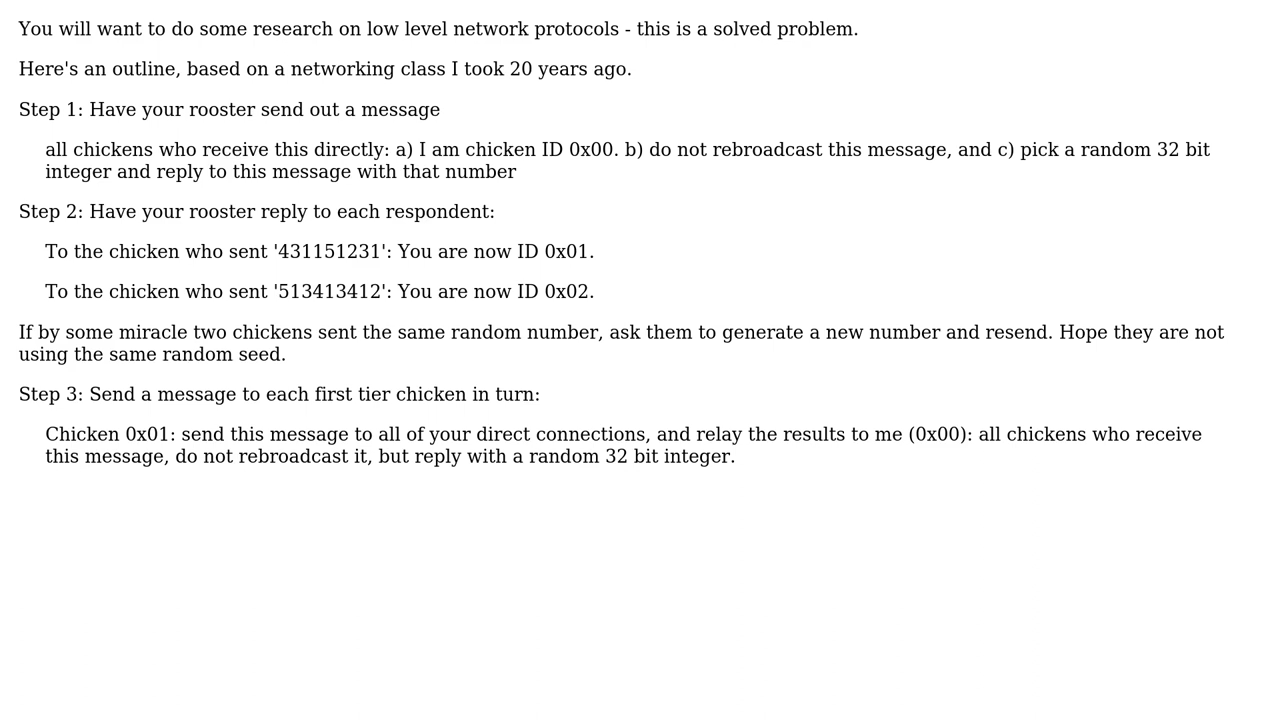 You will want to do some research on low level network protocols - this is a solved problem.
Here's an outline, based on a networking class I took 20 years ago.
Step 1: Have your rooster send out a message
all chickens who receive this directly: a) I am chicken ID 0x00. b) do not rebroadcast this message, and c) pick a random 32 bit
integer and reply to this message with that number
Step 2: Have your rooster reply to each respondent:
To the chicken who sent '431151231': You are now ID 0x01.
To the chicken who sent '513413412': You are now ID 0x02.
If by some miracle two chickens sent the same random number, ask them to generate a new number and resend. Hope they are not
using the same random seed.
Step 3: Send a message to each first tier chicken in turn:
Chicken 0x01: send this message to all of your direct connections, and relay the results to me (0x00): all chickens who receive
this message, do not rebroadcast it, but reply with a random 32 bit integer.